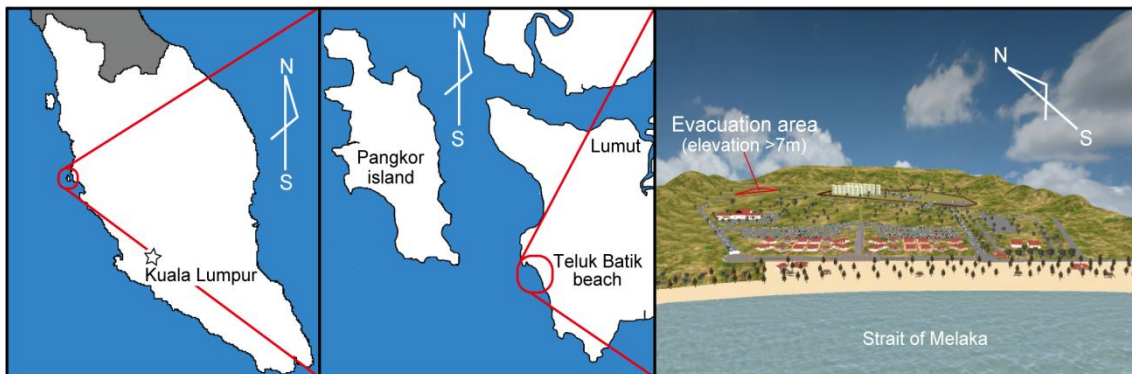 N
S
Kuala Lumpur
N
S
Pangkor
island
Lumut
Teluk Batik
beach
N
S
Evacuation area
(elevation >7m)
Strait of Melaka